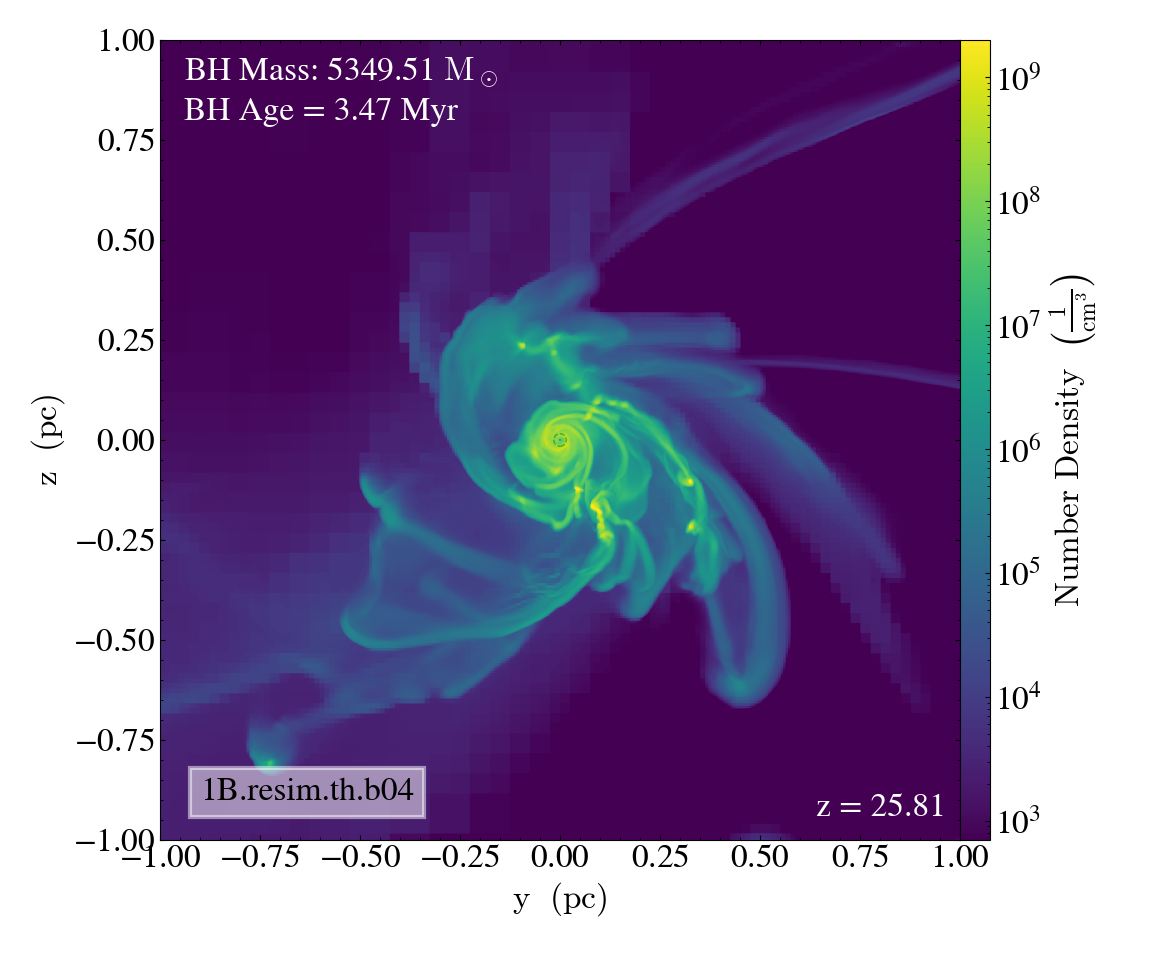 BH Mass: 5349.51 M⊙
BH Age = 3.47 Myr
1B.resim.th.b04
z = 25.81
1.00
0.75
0.50
0.25
0.00
−0.25
−0.50
−0.75
−1.00
z (pc)
−1.00 −0.75 −0.50 −0.25 0.00 0.25 0.50 0.75 1.00
y (pc)
10⁹
10⁸
10⁷
10⁶
10⁵
10⁴
10³
Number Density (1/cm³)